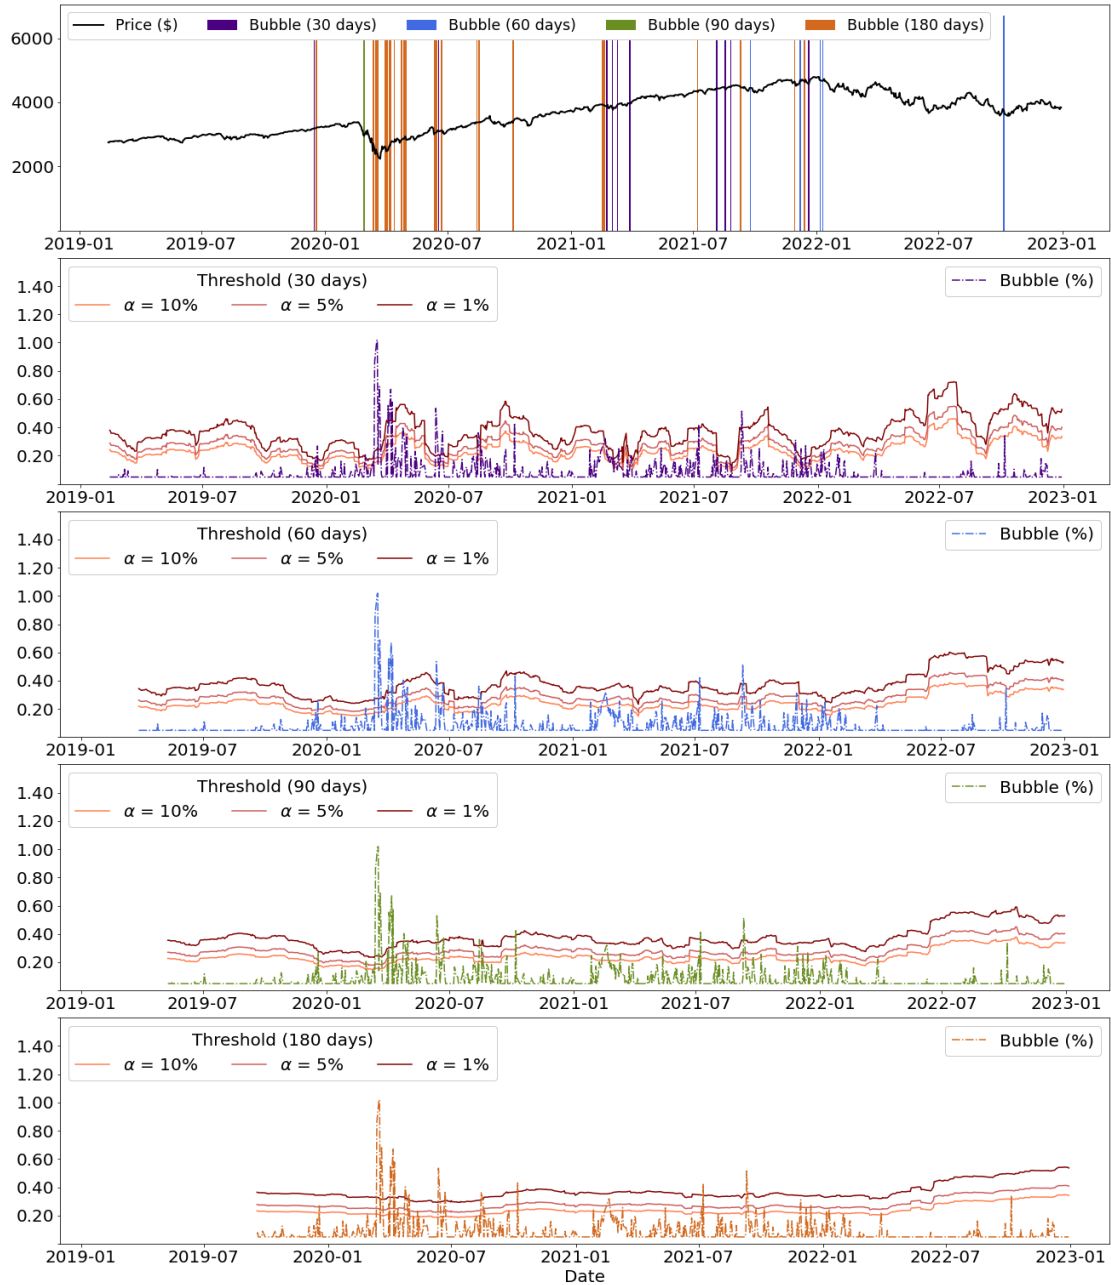 Price ($) Bubble (30 days) Bubble (60 days) Bubble (90 days) Bubble (180 days)
6000
4000
2000
2019-01 2019-07 2020-01 2020-07 2021-01 2021-07 2022-01 2022-07 2023-01
Threshold (30 days)
α = 10% α = 5% α = 1%
Bubble (%)
1.40
1.20
1.00
0.80
0.60
0.40
0.20
2019-01 2019-07 2020-01 2020-07 2021-01 2021-07 2022-01 2022-07 2023-01
Threshold (60 days)
α = 10% α = 5% α = 1%
Bubble (%)
1.40
1.20
1.00
0.80
0.60
0.40
0.20
2019-01 2019-07 2020-01 2020-07 2021-01 2021-07 2022-01 2022-07 2023-01
Threshold (90 days)
α = 10% α = 5% α = 1%
Bubble (%)
1.40
1.20
1.00
0.80
0.60
0.40
0.20
2019-01 2019-07 2020-01 2020-07 2021-01 2021-07 2022-01 2022-07 2023-01
Threshold (180 days)
α = 10% α = 5% α = 1%
Bubble (%)
1.40
1.20
1.00
0.80
0.60
0.40
0.20
2019-01 2019-07 2020-01 2020-07 2021-01 2021-07 2022-01 2022-07 2023-01
Date